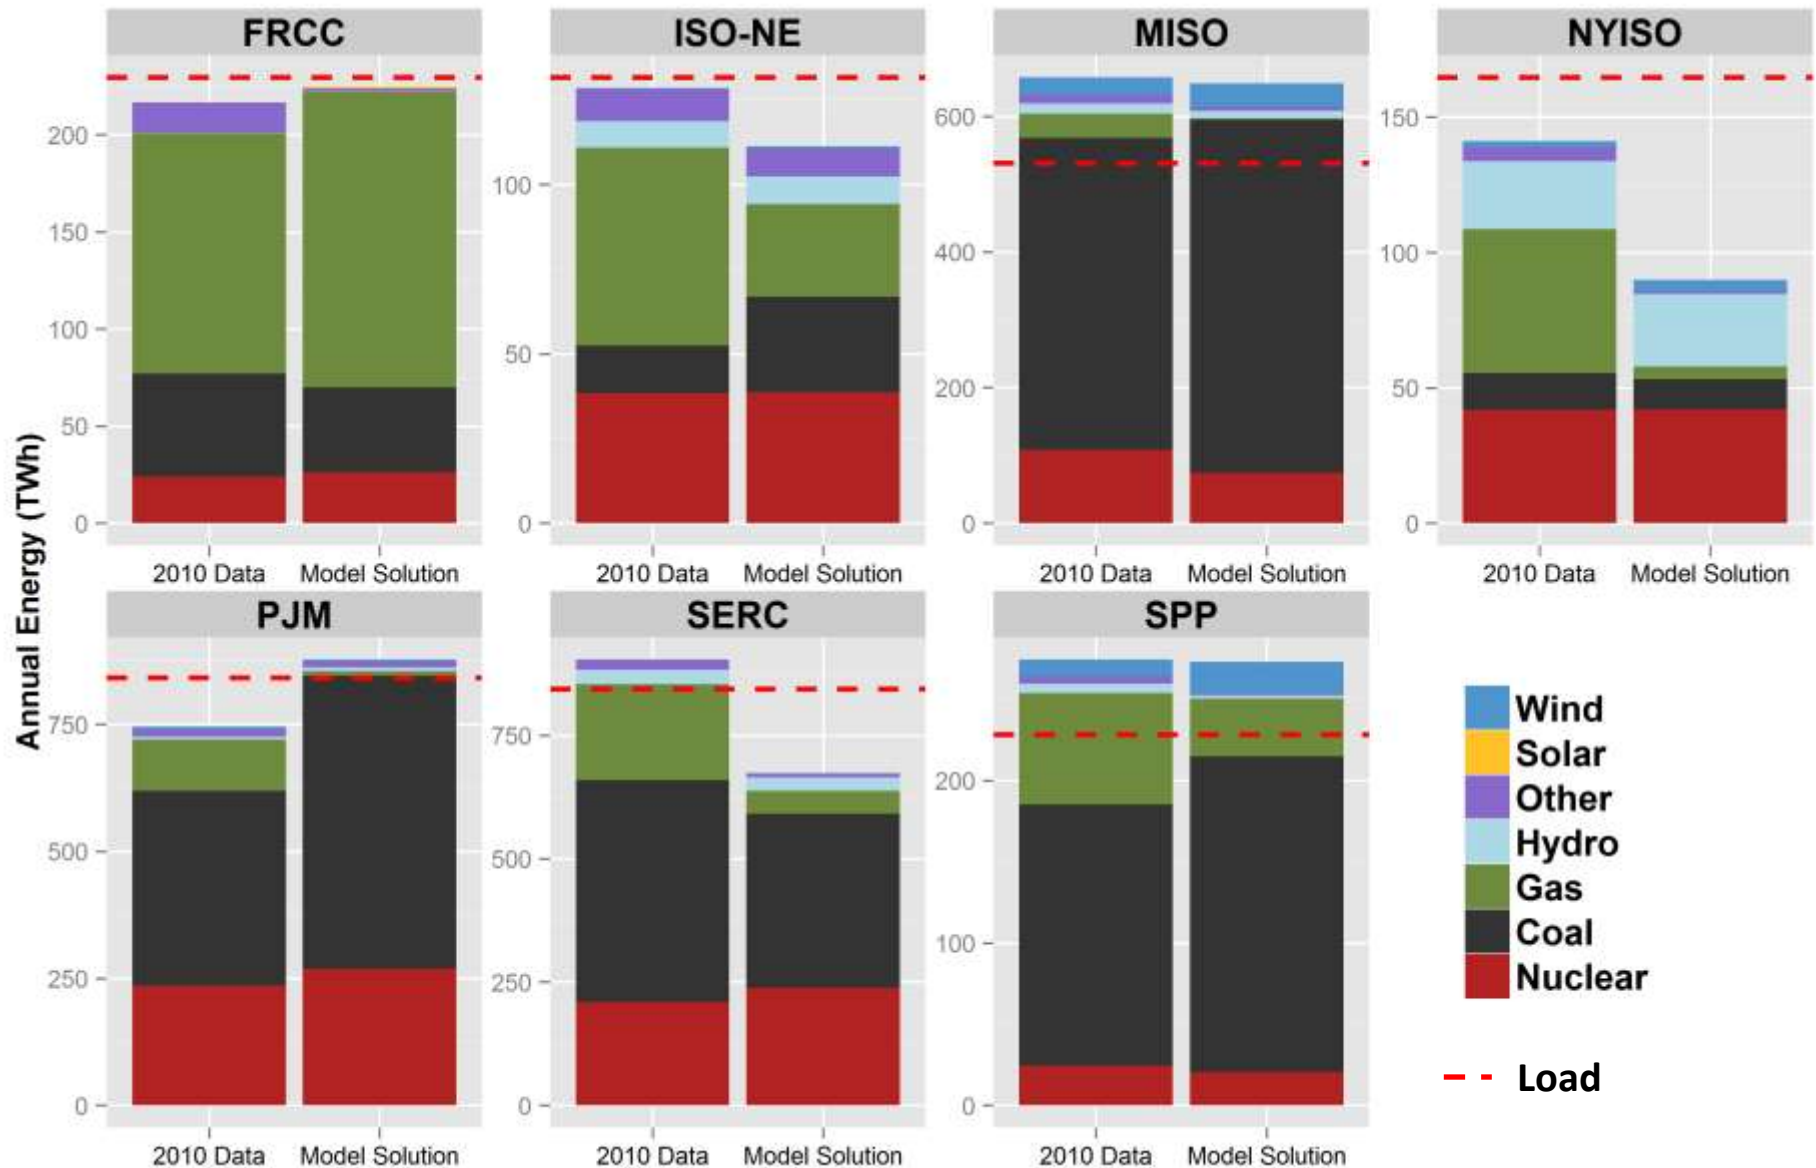 Annual Energy (TWh)
FRCC
200
150
100
50
0
2010 Data
Model Solution
ISO-NE
100
50
0
2010 Data
Model Solution
MISO
600
400
200
0
2010 Data
Model Solution
NYISO
150
100
50
0
2010 Data
Model Solution
PJM
750
500
250
0
2010 Data
Model Solution
SERC
750
500
250
0
2010 Data
Model Solution
SPP
200
100
0
2010 Data
Model Solution
Wind
Solar
Other
Hydro
Gas
Coal
Nuclear
Load